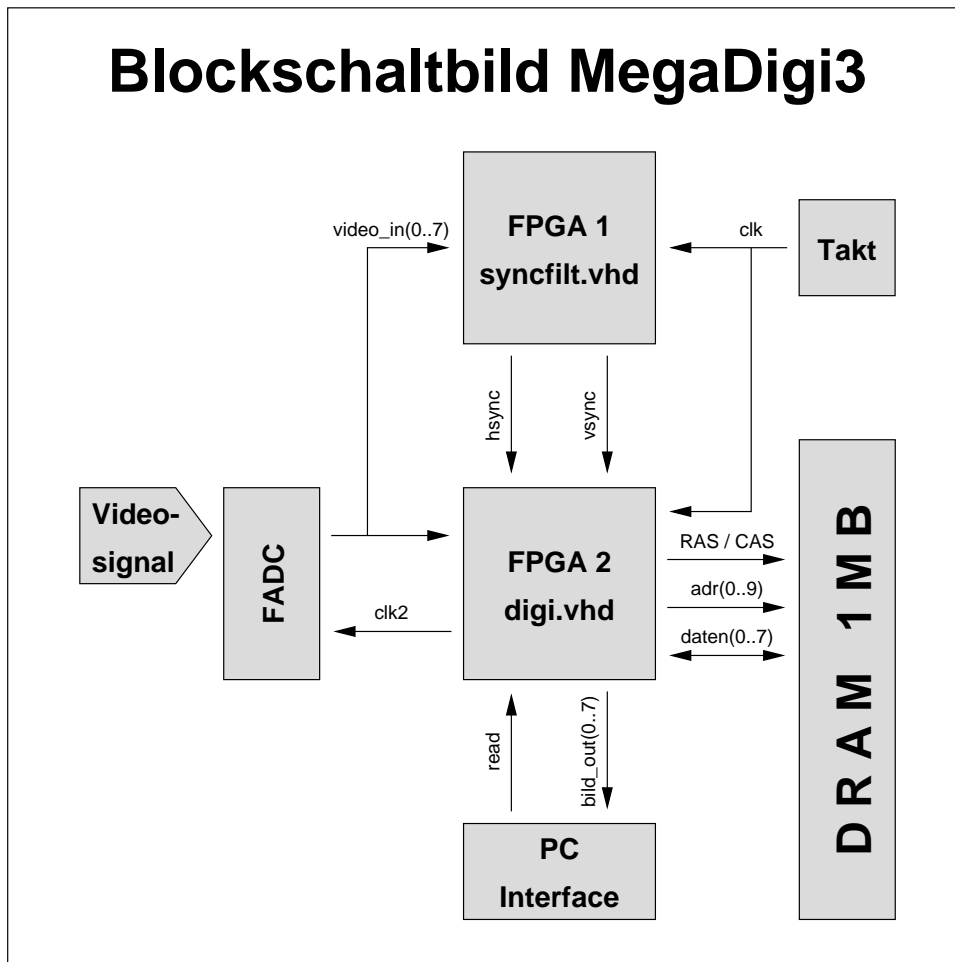 Blockschaltbild MegaDigi3
FPGA 1
syncfilt.vhd
video_in(0..7)
clk
Takt
hsync
vsync
Video-
signal
FADC
clk2
FPGA 2
digi.vhd
RAS / CAS
adr(0..9)
daten(0..7)
DRAM 1MB
read
bild_out(0..7)
PC
Interface